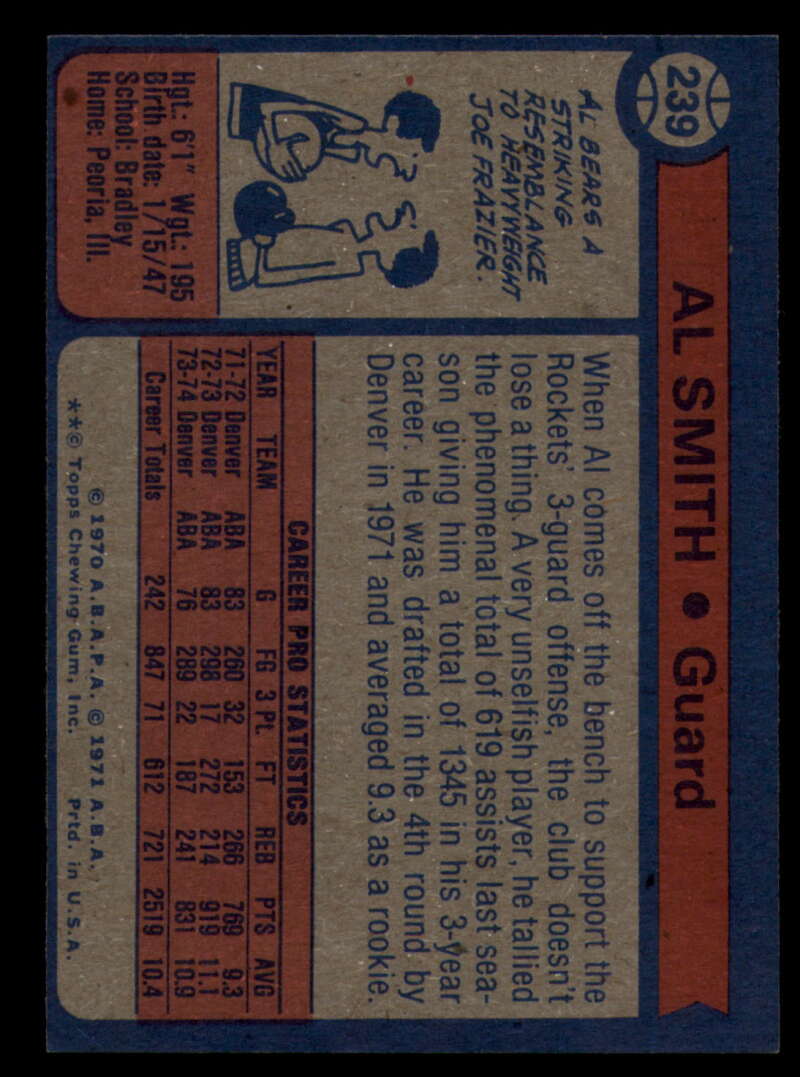 239
AL SMITH • Guard
AL BEARS A
STRIKING
RESEMBLANCE
TO HEAVYWEIGHT
JOE FRAZIER.
Hgt.: 6'1" Wgt.: 195
Birth date: 1/15/47
School: Bradley
Home: Peoria, Ill.
When Al comes off the bench to support the
Rockets' 3-guard offense, the club doesn't
lose a thing. A very unselfish player, he tallied
the phenomenal total of 619 assists last sea-
son giving him a total of 1345 in his 3-year
career. He was drafted in the 4th round by
Denver in 1971 and averaged 9.3 as a rookie.
CAREER PRO STATISTICS
YEAR TEAM G FG 3 Pt. FT REB PTS AVG
71-72 Denver ABA 83 260 32 153 266 769 9.3
72-73 Denver ABA 83 298 17 272 214 919 11.1
73-74 Denver ABA 76 289 22 187 241 831 10.9
Career Totals 242 847 71 612 721 2519 10.4
© 1970 A.B.A.P.A. © 1971 A.B.A.
**© Topps Chewing Gum, Inc. Prtd. in U.S.A.